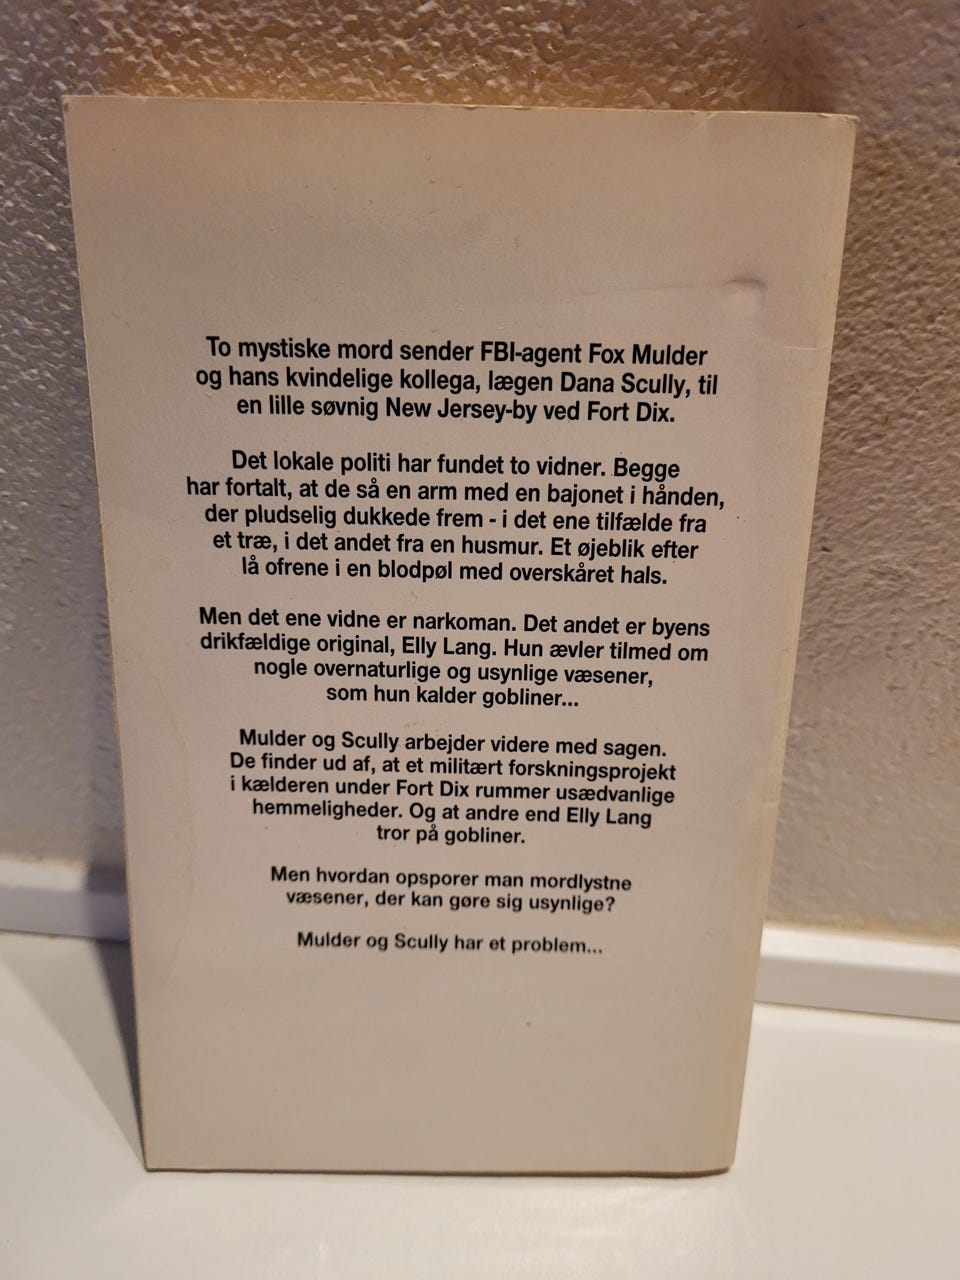 To mystiske mord sender FBI-agent Fox Mulder
og hans kvindelige kollega, lægen Dana Scully, til
en lille søvnig New Jersey-by ved Fort Dix.
Det lokale politi har fundet to vidner. Begge
har fortalt, at de så en arm med en bajonet i hånden,
der pludselig dukkede frem - i det ene tilfælde fra
et træ, i det andet fra en husmur. Et øjeblik efter
lå ofrene i en blodpøl med overskåret hals.
Men det ene vidne er narkoman. Det andet er byens
drikfældige original, Elly Lang. Hun ævler tilmed om
nogle overnaturlige og usynlige væsener,
som hun kalder gobliner...
Mulder og Scully arbejder videre med sagen.
De finder ud af, at et militært forskningsprojekt
i kælderen under Fort Dix rummer usædvanlige
hemmeligheder. Og at andre end Elly Lang
tror på gobliner.
Men hvordan opsporer man mordlystne
væsener, der kan gøre sig usynlige?
Mulder og Scully har et problem...